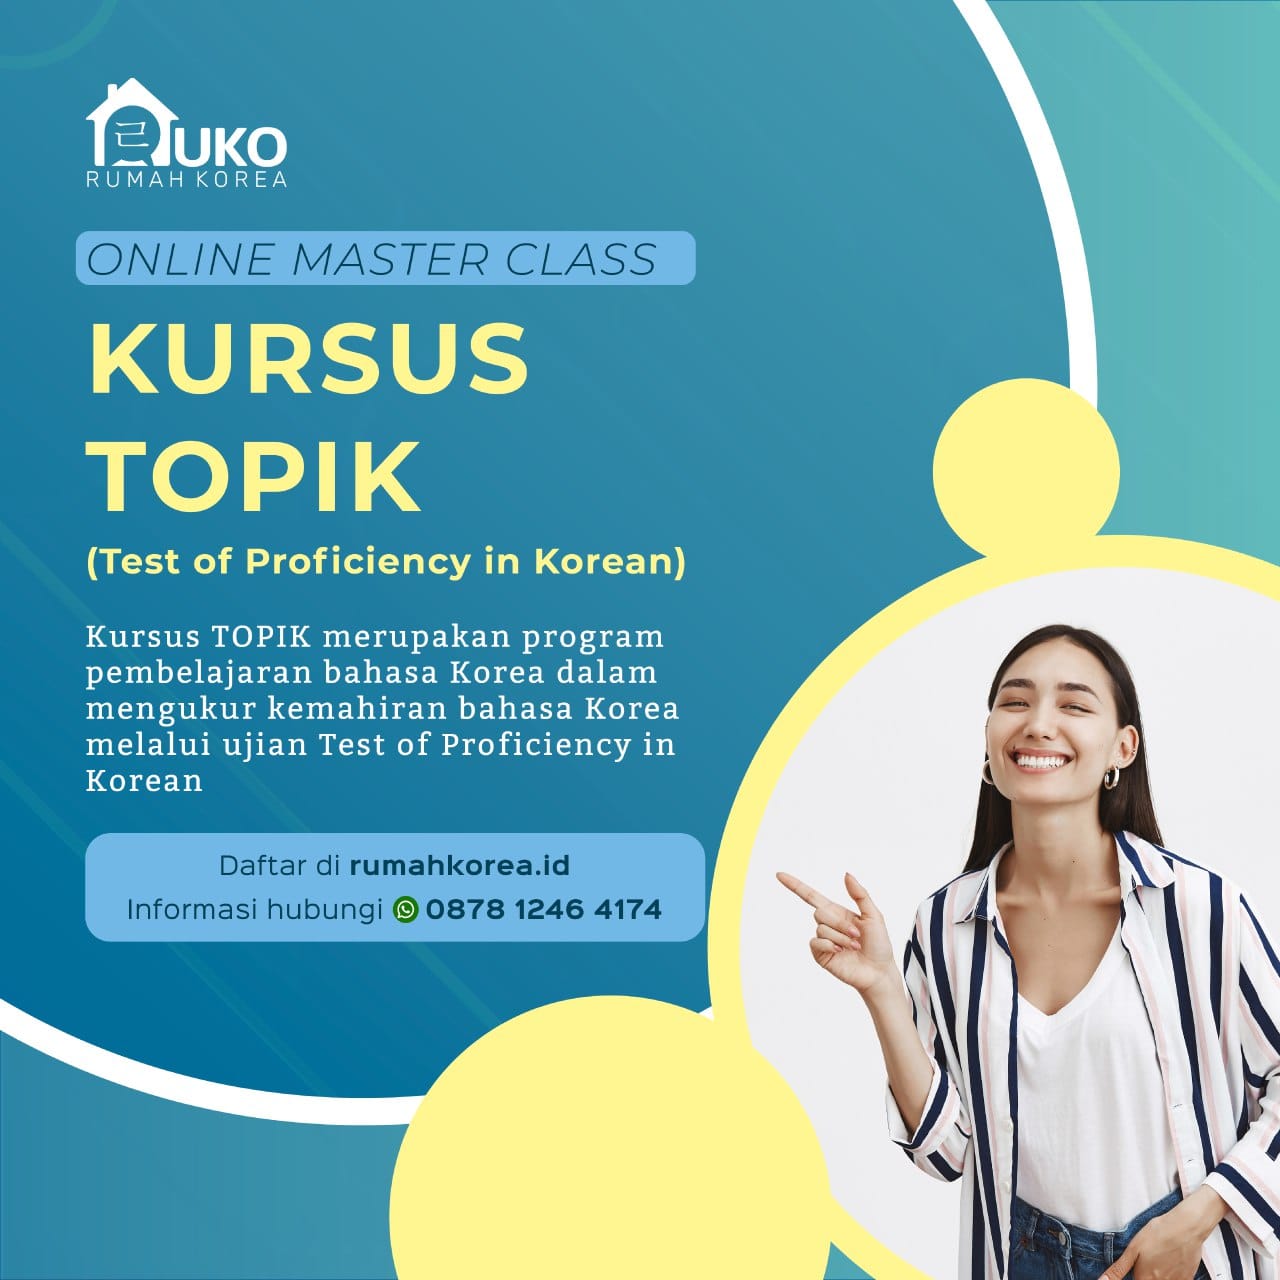 RUKO
RUMAH KOREA
ONLINE MASTER CLASS
KURSUS
TOPIK
(Test of Proficiency in Korean)
Kursus TOPIK merupakan program
pembelajaran bahasa Korea dalam
mengukur kemahiran bahasa Korea
melalui ujian Test of Proficiency in
Korean
Daftar di rumahkorea.id
Informasi hubungi 0878 1246 4174